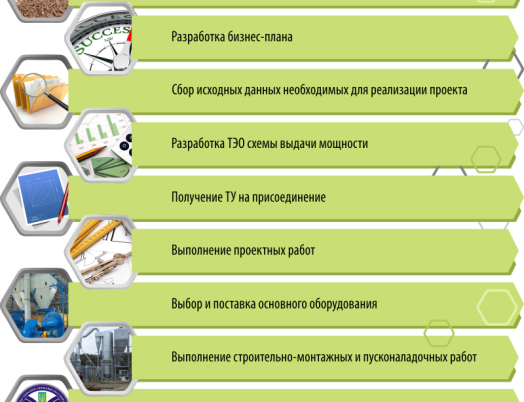 SUCCESS
Разработка бизнес-плана
Сбор исходных данных необходимых для реализации проекта
Разработка ТЭО схемы выдачи мощности
Получение ТУ на присоединение
Выполнение проектных работ
Выбор и поставка основного оборудования
Выполнение строительно-монтажных и пусконаладочных работ